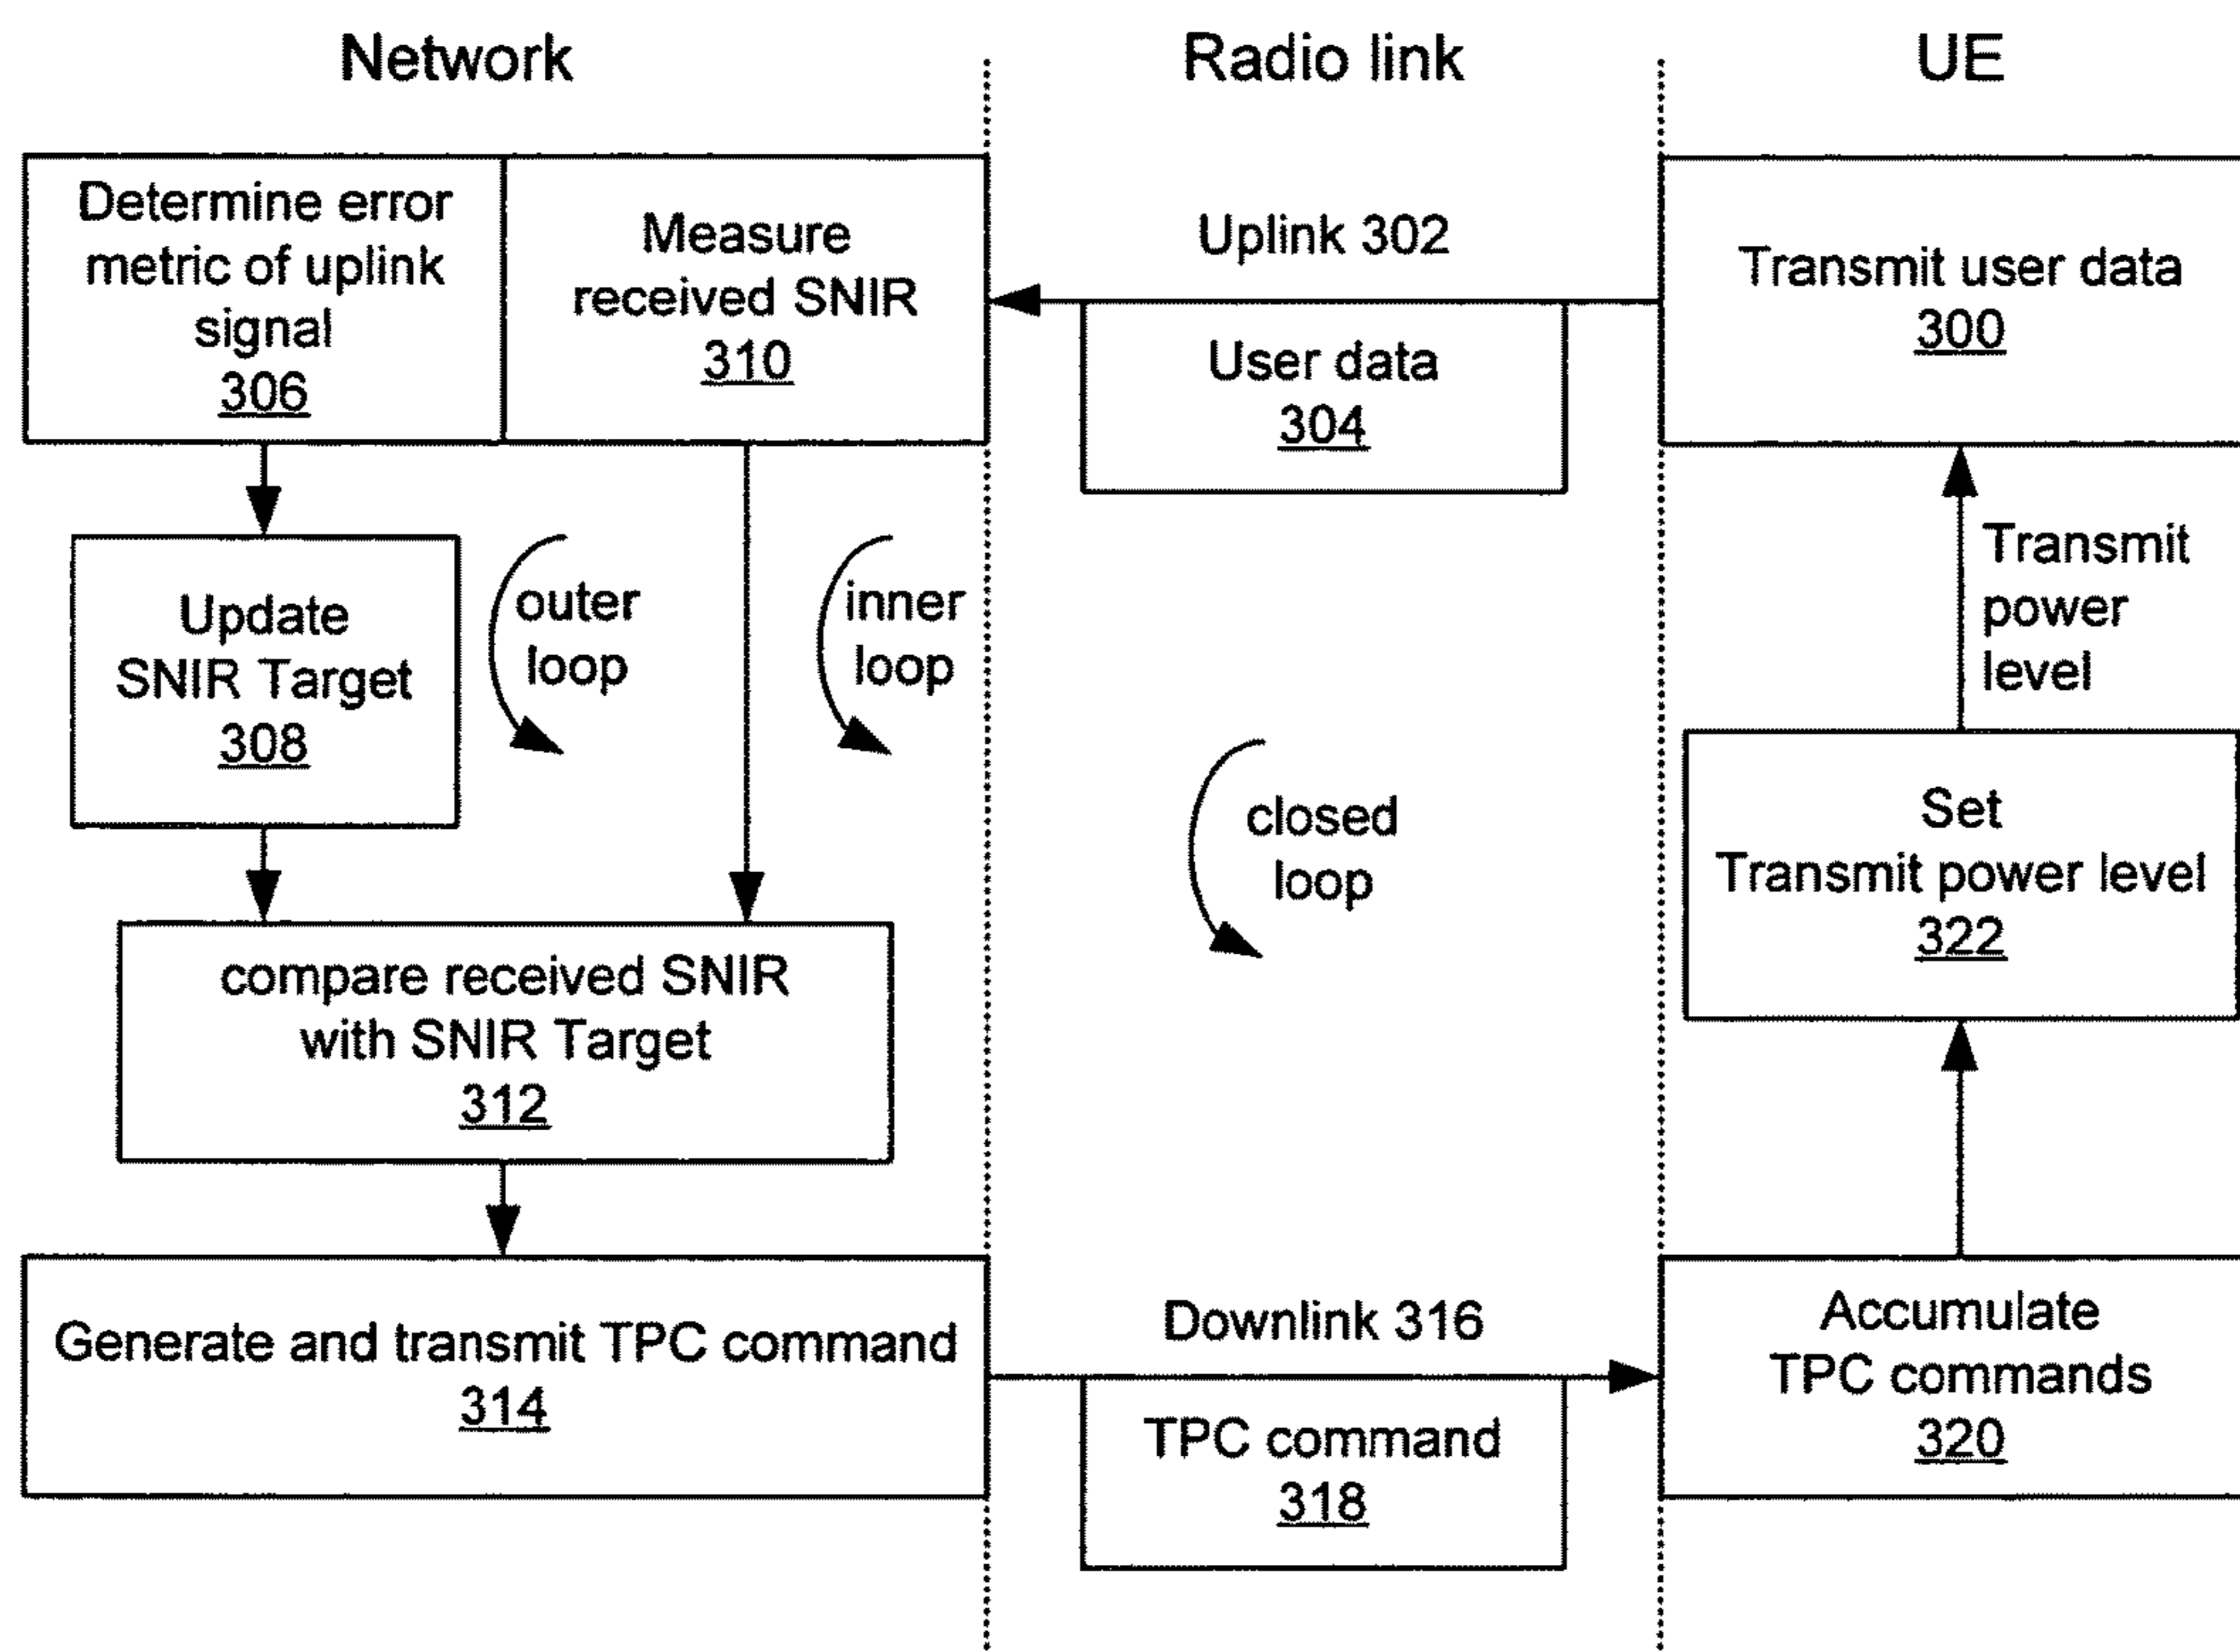 Network
Radio link
UE
Determine error
metric of uplink
signal
306
Measure
received SNIR
310
Uplink 302
User data
304
Transmit user data
300
Update
SNIR Target
308
outer
loop
inner
loop
closed
loop
Transmit
power
level
Set
Transmit power level
322
compare received SNIR
with SNIR Target
312
Generate and transmit TPC command
314
Downlink 316
TPC command
318
Accumulate
TPC commands
320